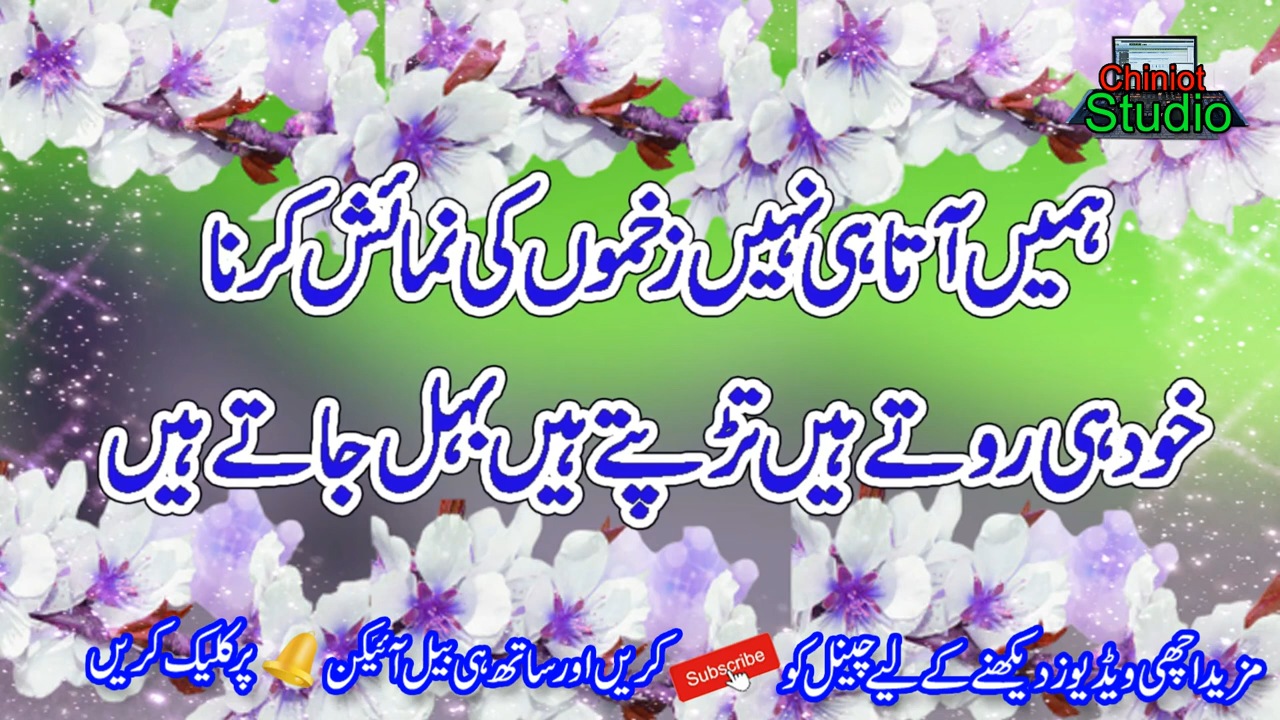 Chiniot
Studio
ہمیں آتا ہی نہیں زخموں کی نمائش کرنا
خود ہی روتے ہیں تڑپتے ہیں بہل جاتے ہیں
مزید اچھی ویڈیوز دیکھنے کے لیے چینل کو Subscribe کریں اور ساتھ ہی بیل آئیکن پر کلیک کریں